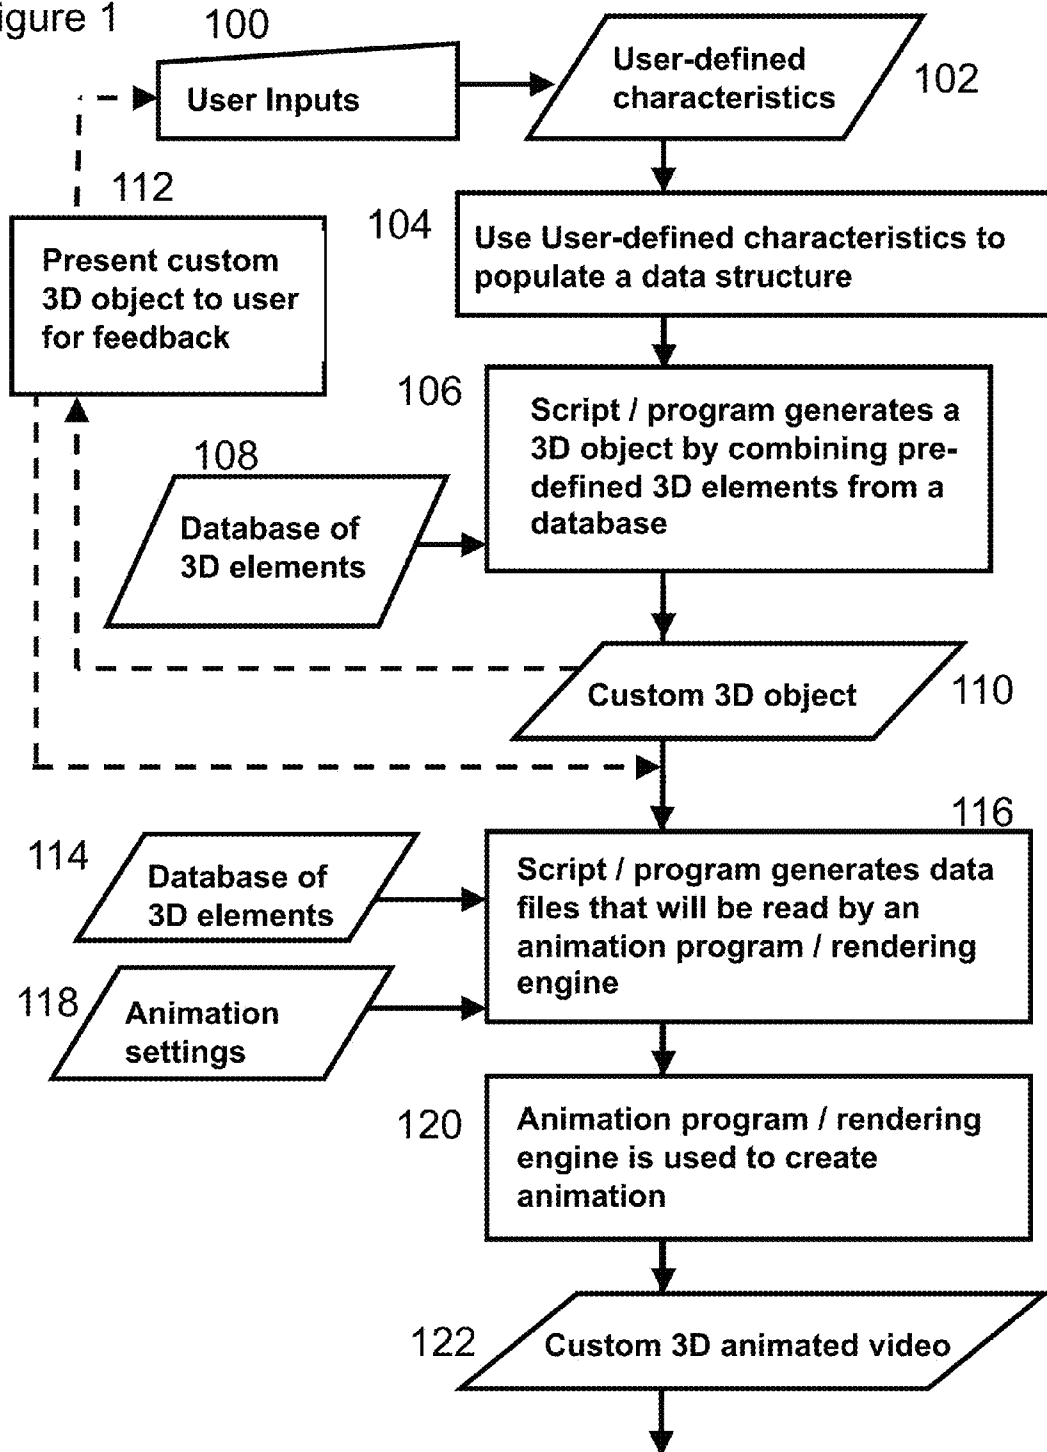 igure 1
100
User Inputs
User-defined
characteristics
102
112
Present custom
3D object to user
for feedback
104
Use User-defined characteristics to
populate a data structure
106
Script / program generates a
3D object by combining pre-
defined 3D elements from a
database
108
Database of
3D elements
Custom 3D object
110
114
Database of
3D elements
116
Script / program generates data
files that will be read by an
animation program / rendering
engine
118
Animation
settings
120
Animation program / rendering
engine is used to create
animation
122
Custom 3D animated video